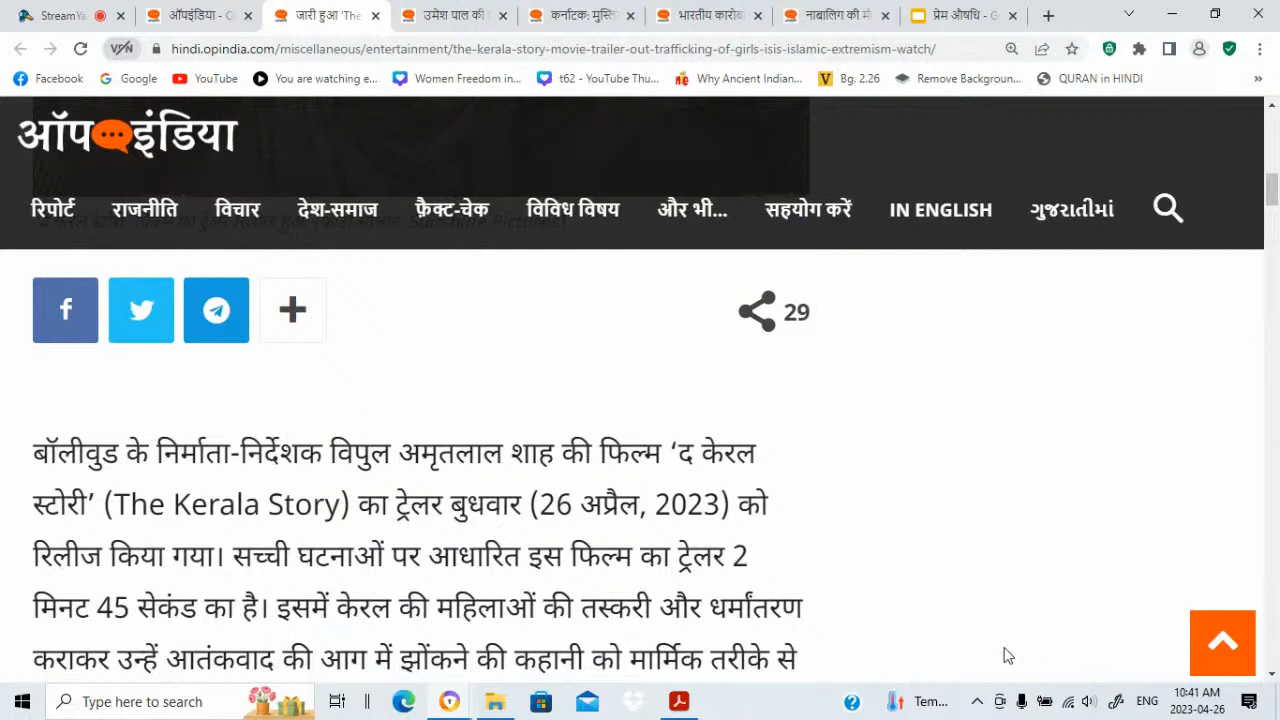 StreamYa
ऑपइंडिया
जारी हुआ 'The
उमेश पाल की
कर्नाटक: मुस्लि
भारतीय कारोब
नाबालिग की मै
प्रेम औषधि - G
VPN
hindi.opindia.com/miscellaneous/entertainment/the-kerala-story-movie-trailer-out-trafficking-of-girls-isis-islamic-extremism-watch/
Facebook
Google
YouTube
You are watching e...
Women Freedom in...
t62 - YouTube Thu...
Why Ancient Indian...
Bg. 2.26
Remove Backgroun...
QURAN in HINDI
»
ऑपइंडिया
रिपोर्ट राजनीति विचार देश-समाज फ़ैक्ट-चेक विविध विषय और भी... सहयोग करें IN ENGLISH ગુજરાતીમાં
29
बॉलीवुड के निर्माता-निर्देशक विपुल अमृतलाल शाह की फिल्म ‘द केरल
स्टोरी’ (The Kerala Story) का ट्रेलर बुधवार (26 अप्रैल, 2023) को
रिलीज किया गया। सच्ची घटनाओं पर आधारित इस फिल्म का ट्रेलर 2
मिनट 45 सेकंड का है। इसमें केरल की महिलाओं की तस्करी और धर्मांतरण
कराकर उन्हें आतंकवाद की आग में झोंकने की कहानी को मार्मिक तरीके से
Type here to search
Tem...
ENG
10:41 AM
2023-04-26